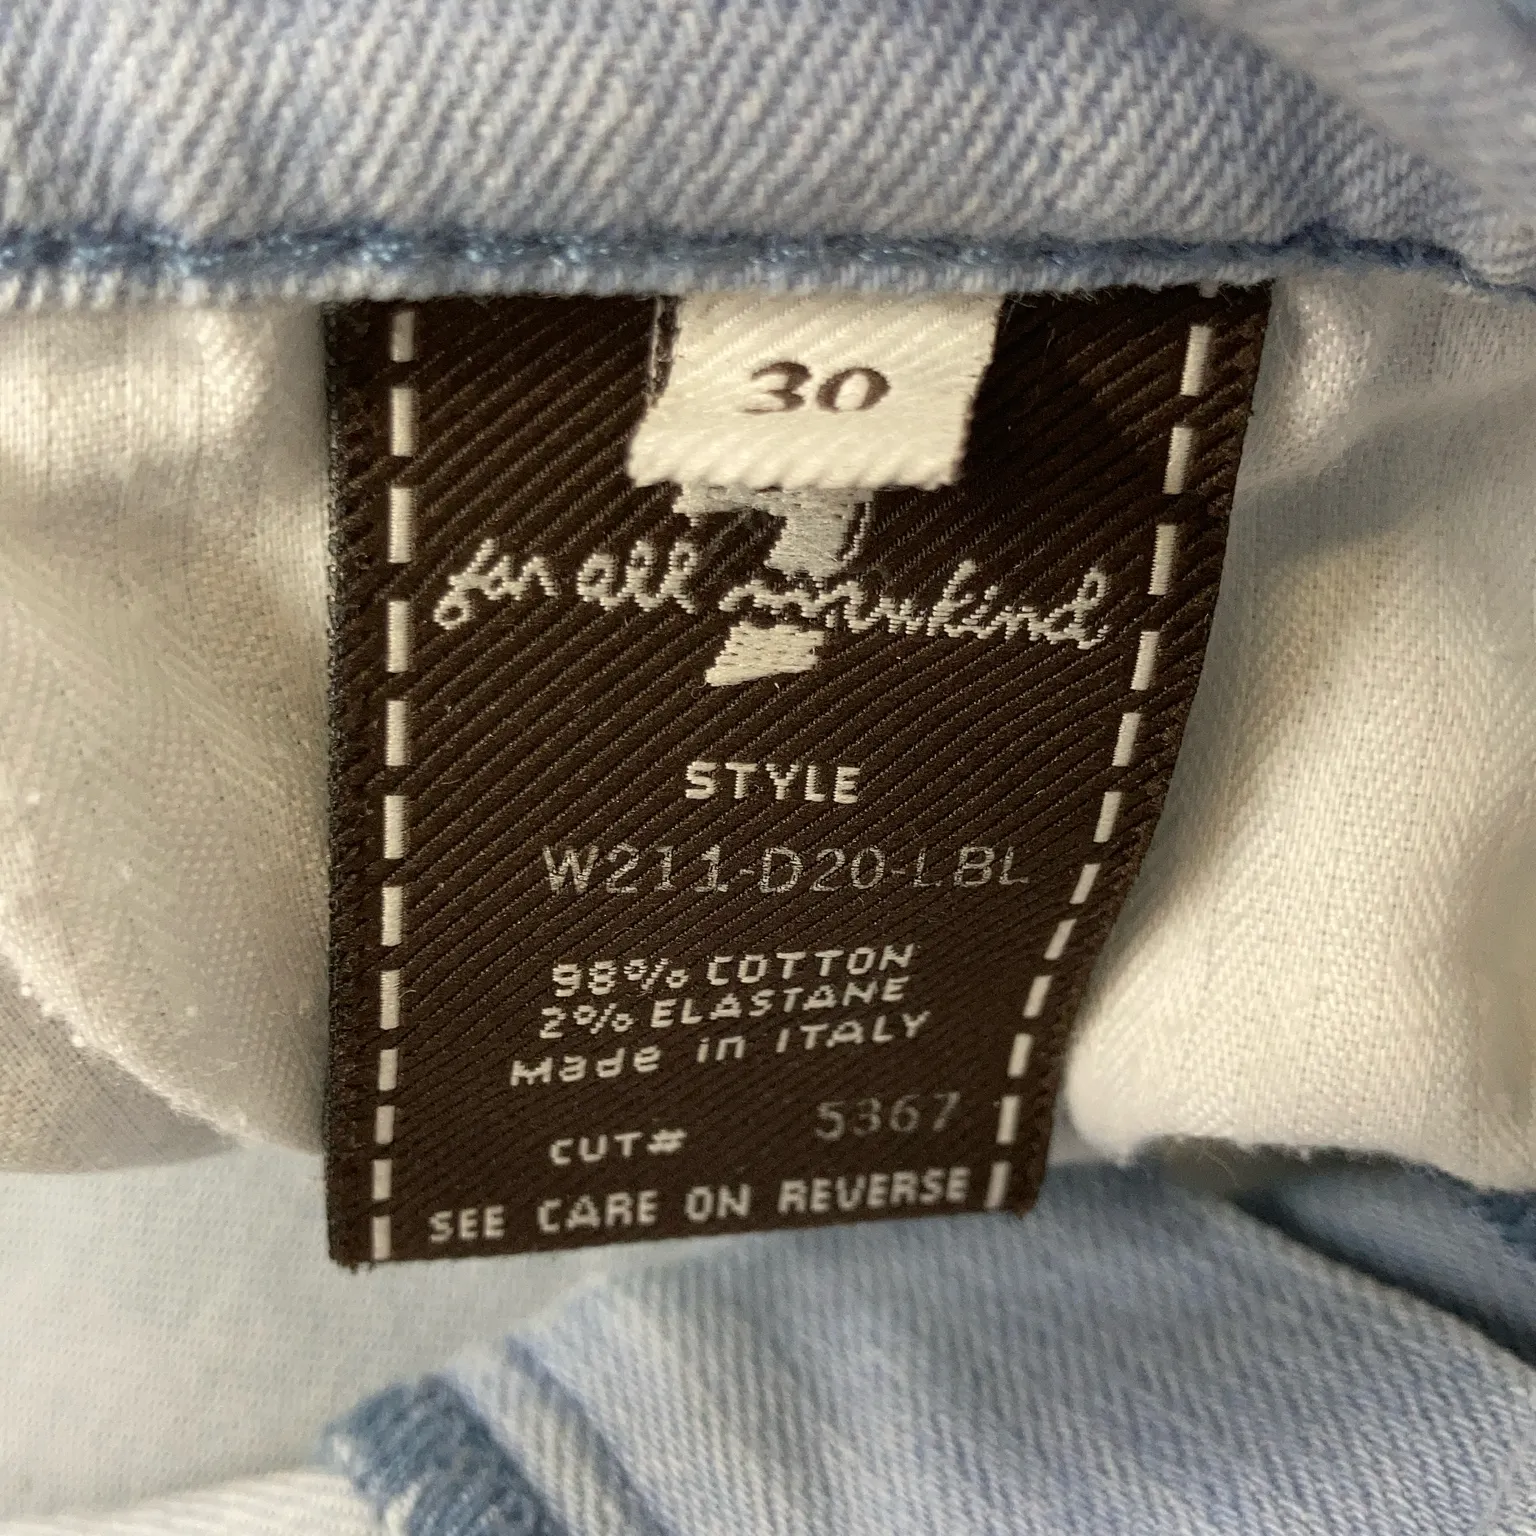 30
7
for all mankind
STYLE
W211-D20-LBL
98% COTTON
2% ELASTANE
Made in ITALY
CUT# 5367
SEE CARE ON REVERSE